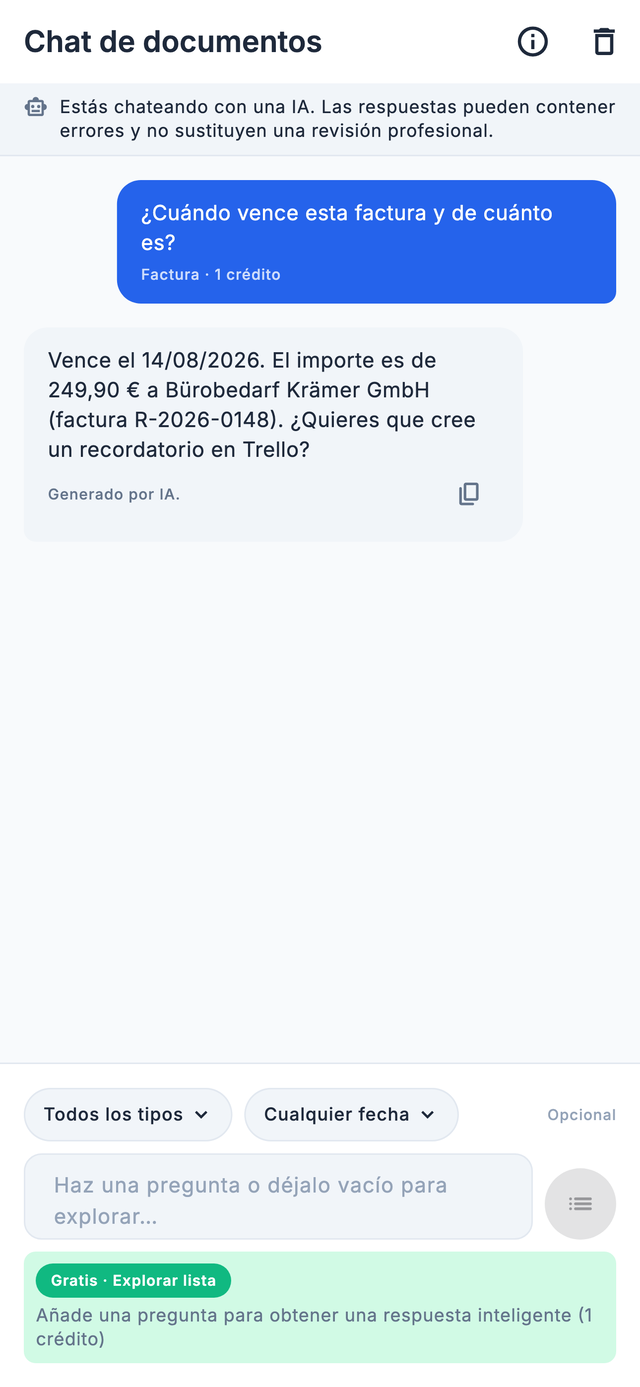 Chat de documentos
Estás chateando con una IA. Las respuestas pueden contener
errores y no sustituyen una revisión profesional.
¿Cuándo vence esta factura y de cuánto
es?
Factura · 1 crédito
Vence el 14/08/2026. El importe es de
249,90 € a Bürobedarf Krämer GmbH
(factura R-2026-0148). ¿Quieres que cree
un recordatorio en Trello?
Generado por IA.
Todos los tipos
Cualquier fecha
Opcional
Haz una pregunta o déjalo vacío para
explorar...
Gratis · Explorar lista
Añade una pregunta para obtener una respuesta inteligente (1
crédito)